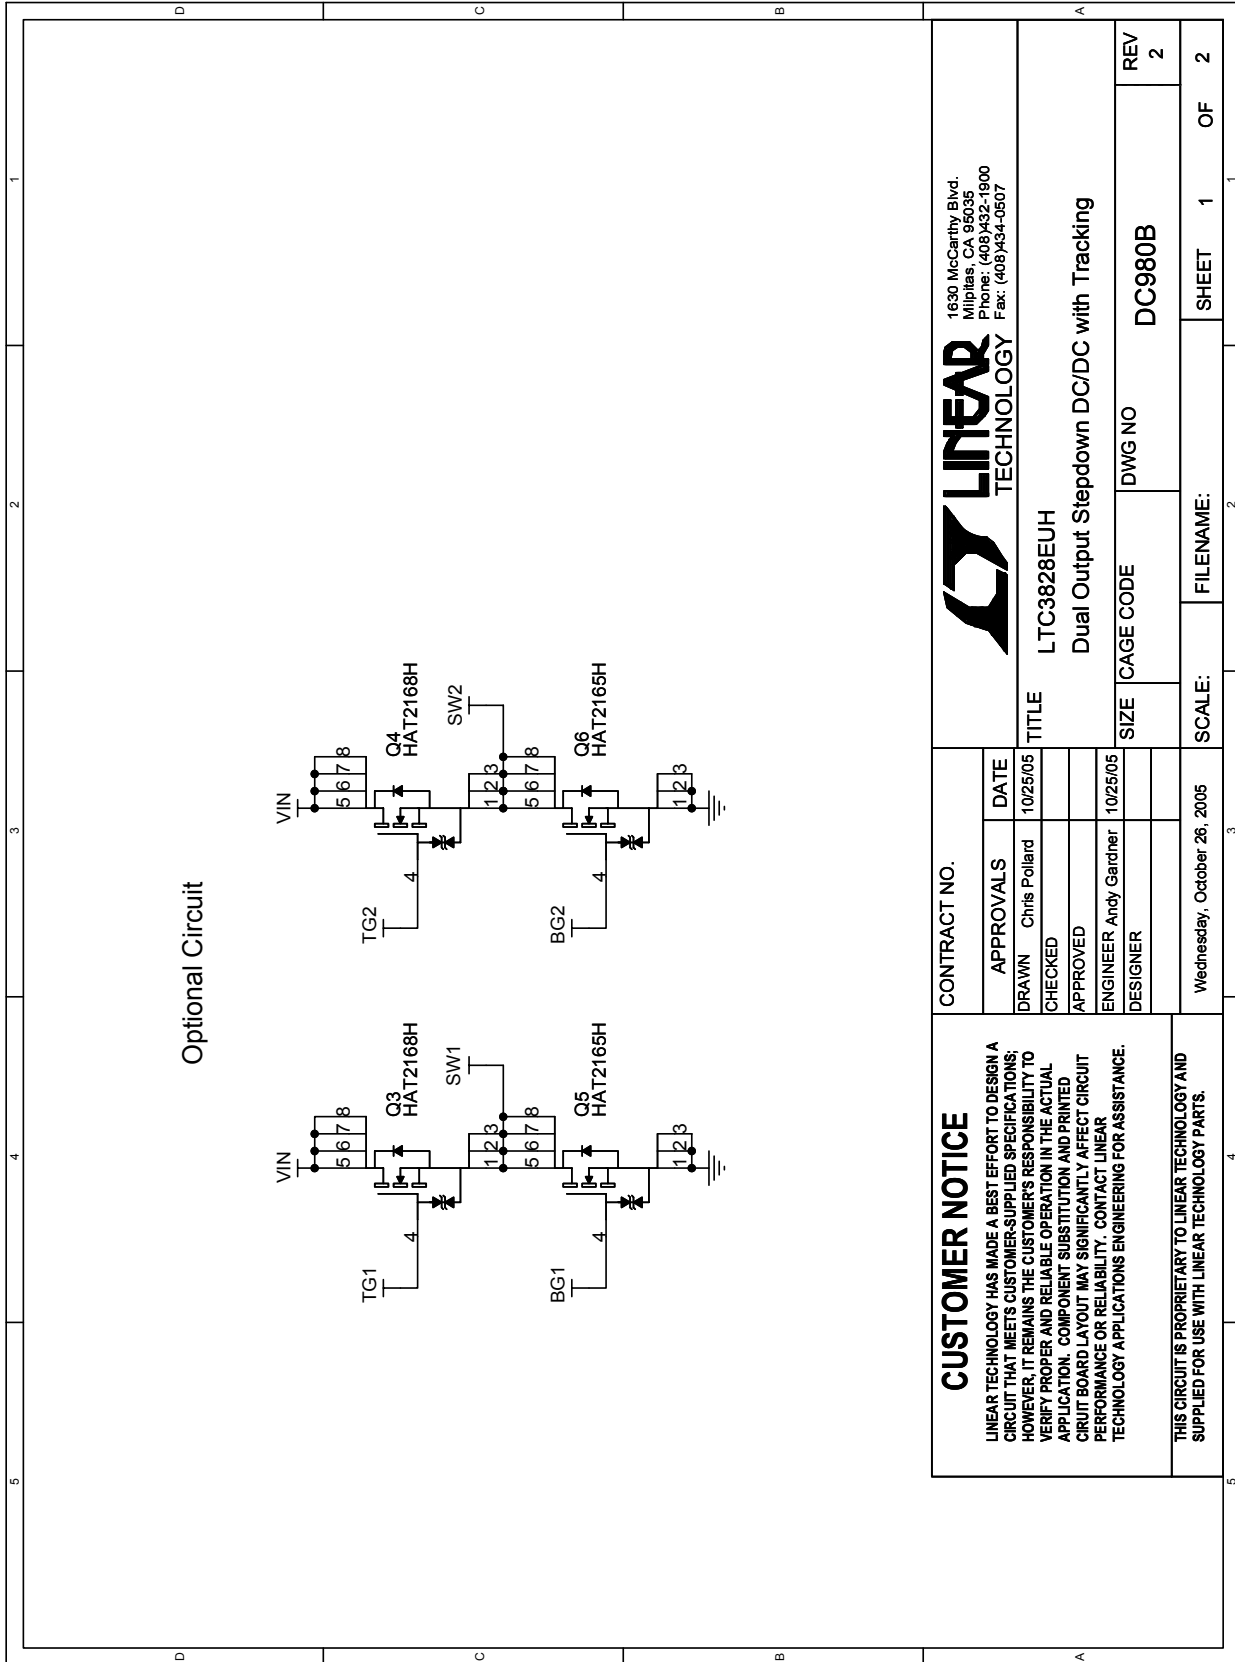 5
4
3
2
1
D
D
Optional Circuit
VIN
VIN
5 6 7 8
Q3
HAT2168H
5 6 7 8
Q4
HAT2168H
TG1
4
TG2
4
1 2 3
SW1
1 2 3
SW2
C
C
5 6 7 8
Q5
HAT2165H
5 6 7 8
Q6
HAT2165H
BG1
4
BG2
4
1 2 3
1 2 3
B
B
CUSTOMER NOTICE
LINEAR TECHNOLOGY HAS MADE A BEST EFFORT TO DESIGN A
CIRCUIT THAT MEETS CUSTOMER-SUPPLIED SPECIFICATIONS;
HOWEVER, IT REMAINS THE CUSTOMER'S RESPONSIBILITY TO
VERIFY PROPER AND RELIABLE OPERATION IN THE ACTUAL
APPLICATION. COMPONENT SUBSTITUTION AND PRINTED
CIRUIT BOARD LAYOUT MAY SIGNIFICANTLY AFFECT CIRCUIT
PERFORMANCE OR RELIABILITY. CONTACT LINEAR
TECHNOLOGY APPLICATIONS ENGINEERING FOR ASSISTANCE.
THIS CIRCUIT IS PROPRIETARY TO LINEAR TECHNOLOGY AND
SUPPLIED FOR USE WITH LINEAR TECHNOLOGY PARTS.
CONTRACT NO.
APPROVALS DATE
DRAWN Chris Pollard 10/25/05
CHECKED
APPROVED
ENGINEER Andy Gardner 10/25/05
DESIGNER
Wednesday, October 26, 2005
LINEAR
TECHNOLOGY
1630 McCarthy Blvd.
Milpitas, CA 95035
Phone: (408)432-1900
Fax: (408)434-0507
TITLE
LTC3828EUH
Dual Output Stepdown DC/DC with Tracking
SIZE CAGE CODE DWG NO REV
DC980B 2
SCALE: FILENAME: SHEET 1 OF 2
A
A
5
4
3
2
1